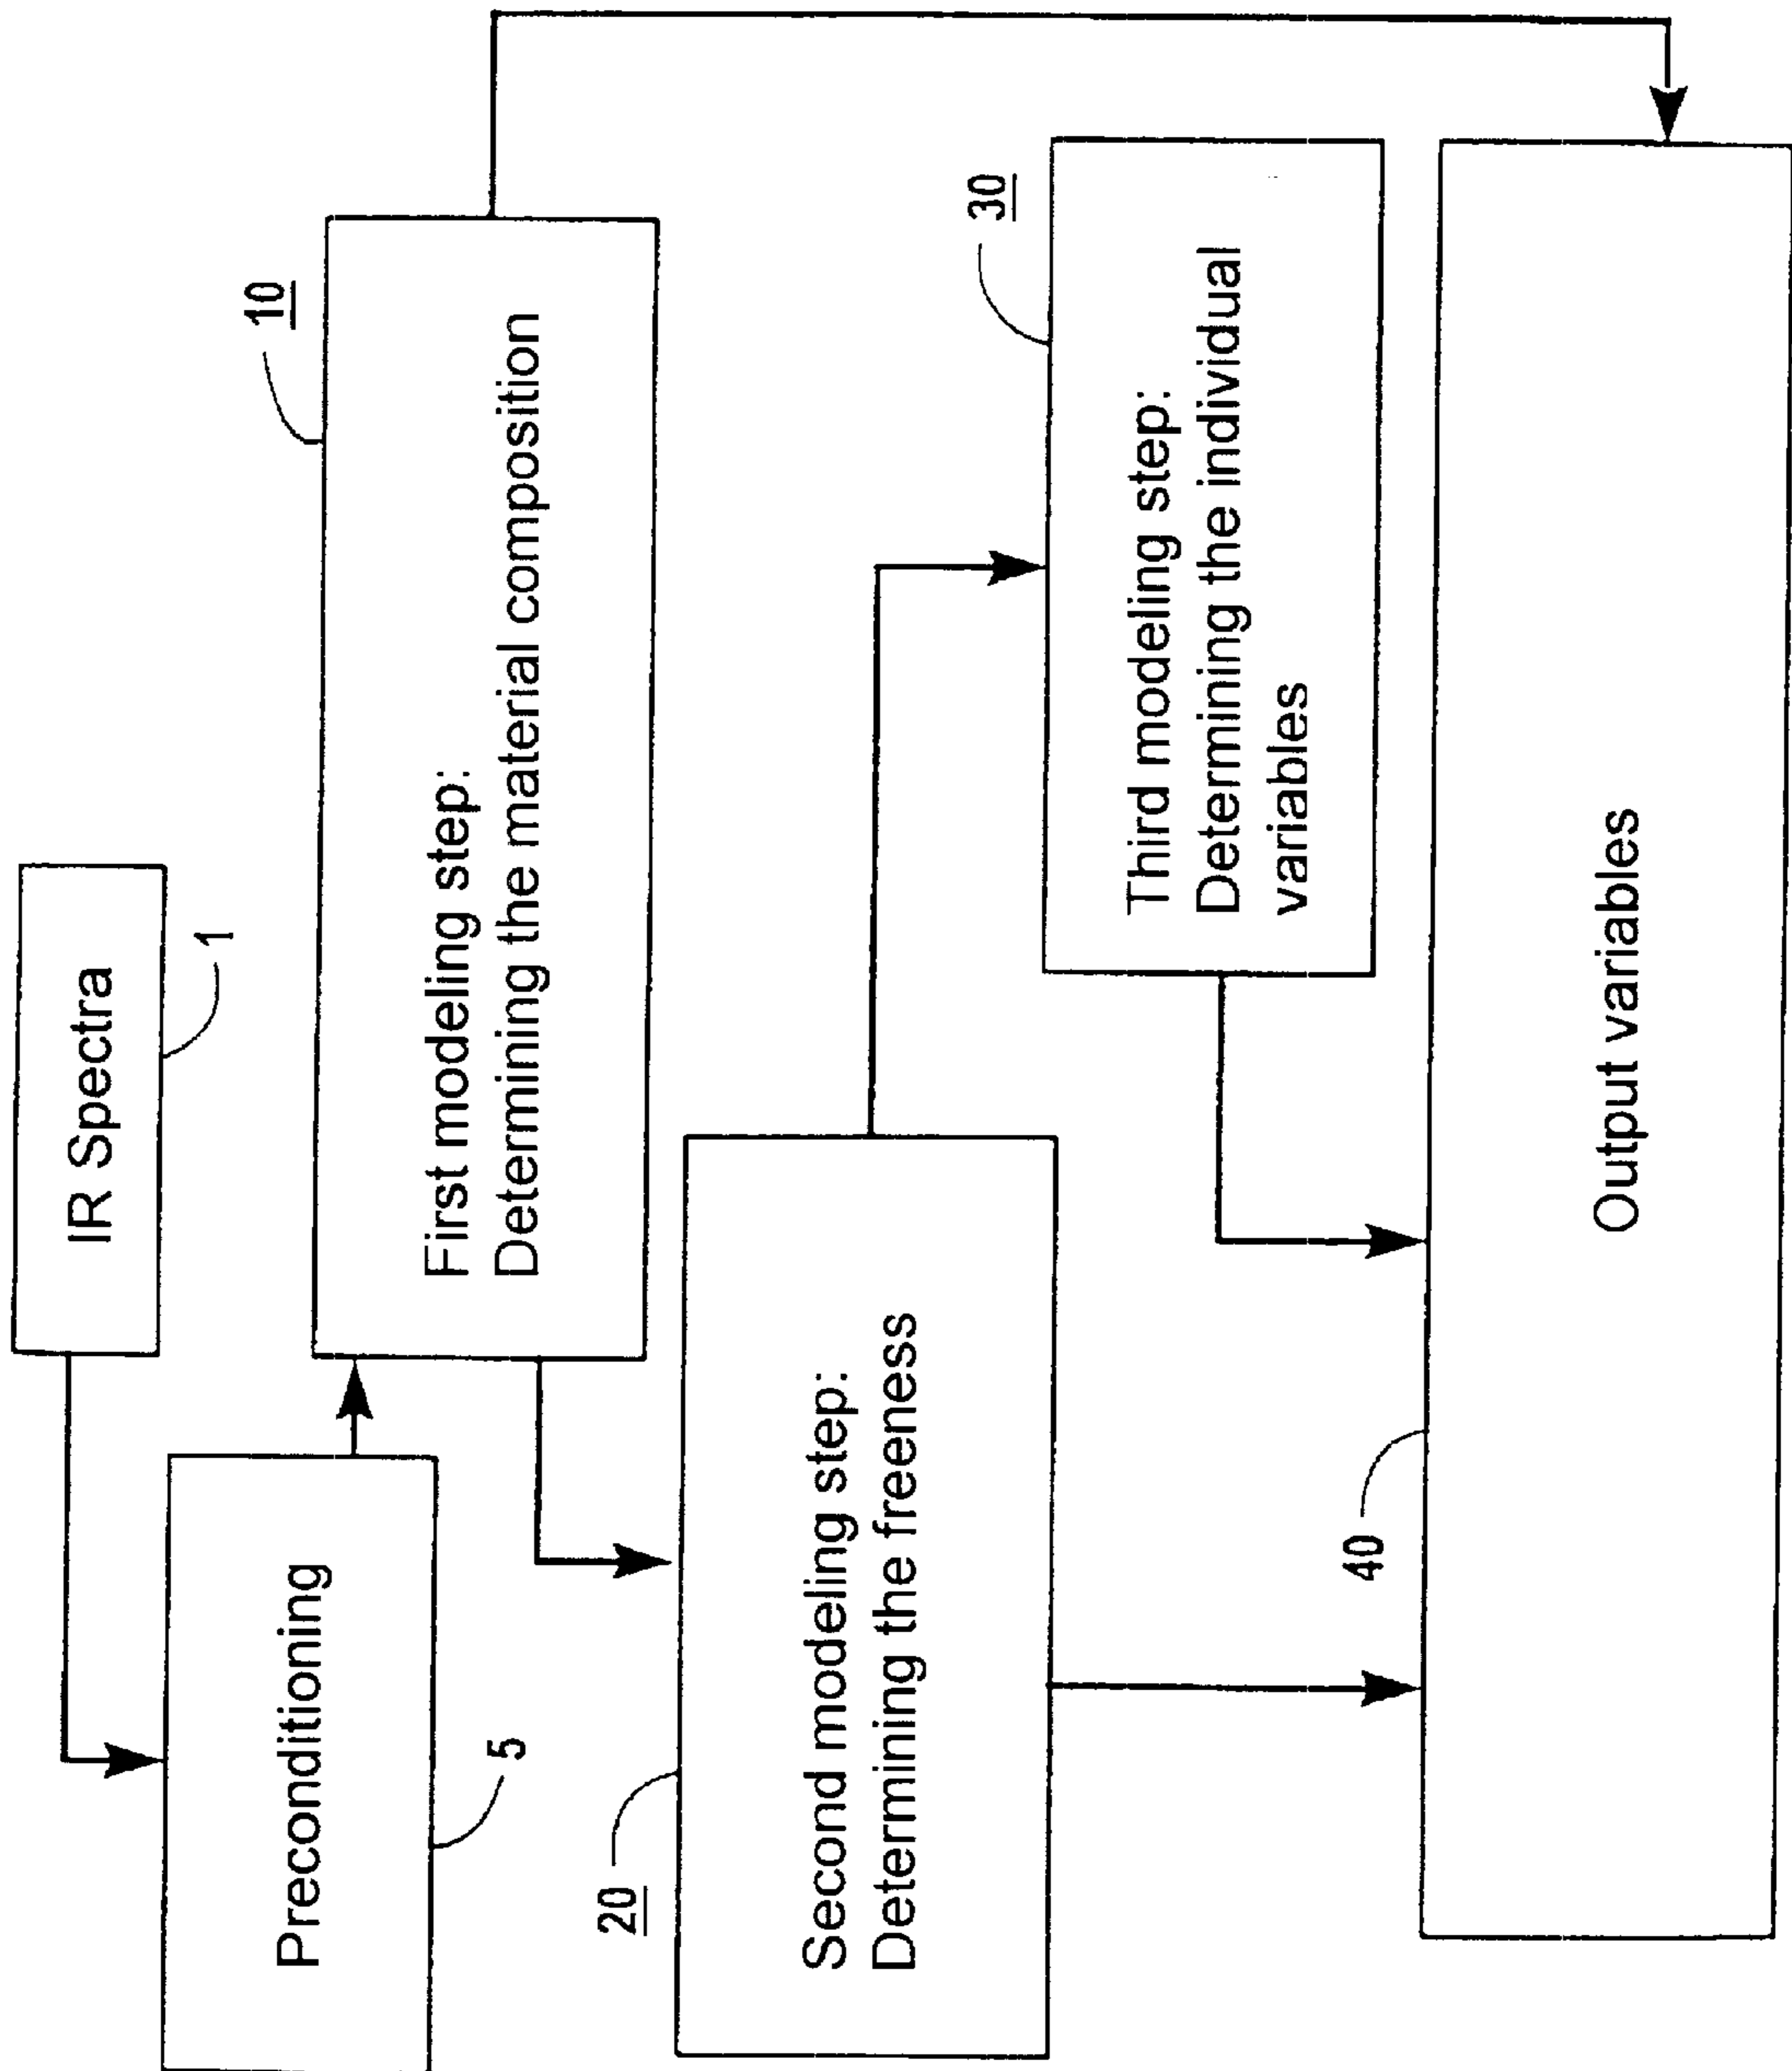 IR Spectra
1
Preconditioning
5
10
First modeling step:
Determining the material composition
20
Second modeling step:
Determining the freeness
30
Third modeling step:
Determining the individual
variables
40
Output variables